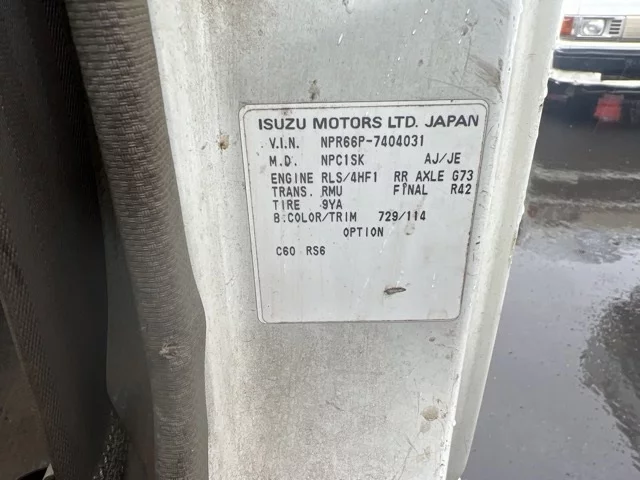 ISUZU MOTORS LTD. JAPAN
V.I.N. NPR66P-7404031
M.D. NPC1SK AJ/JE
ENGINE RLS/4HF1 RR AXLE G73
TRANS. RMU FINAL R42
TIRE 9YA
B.COLOR/TRIM 729/114
OPTION
C60 RS6